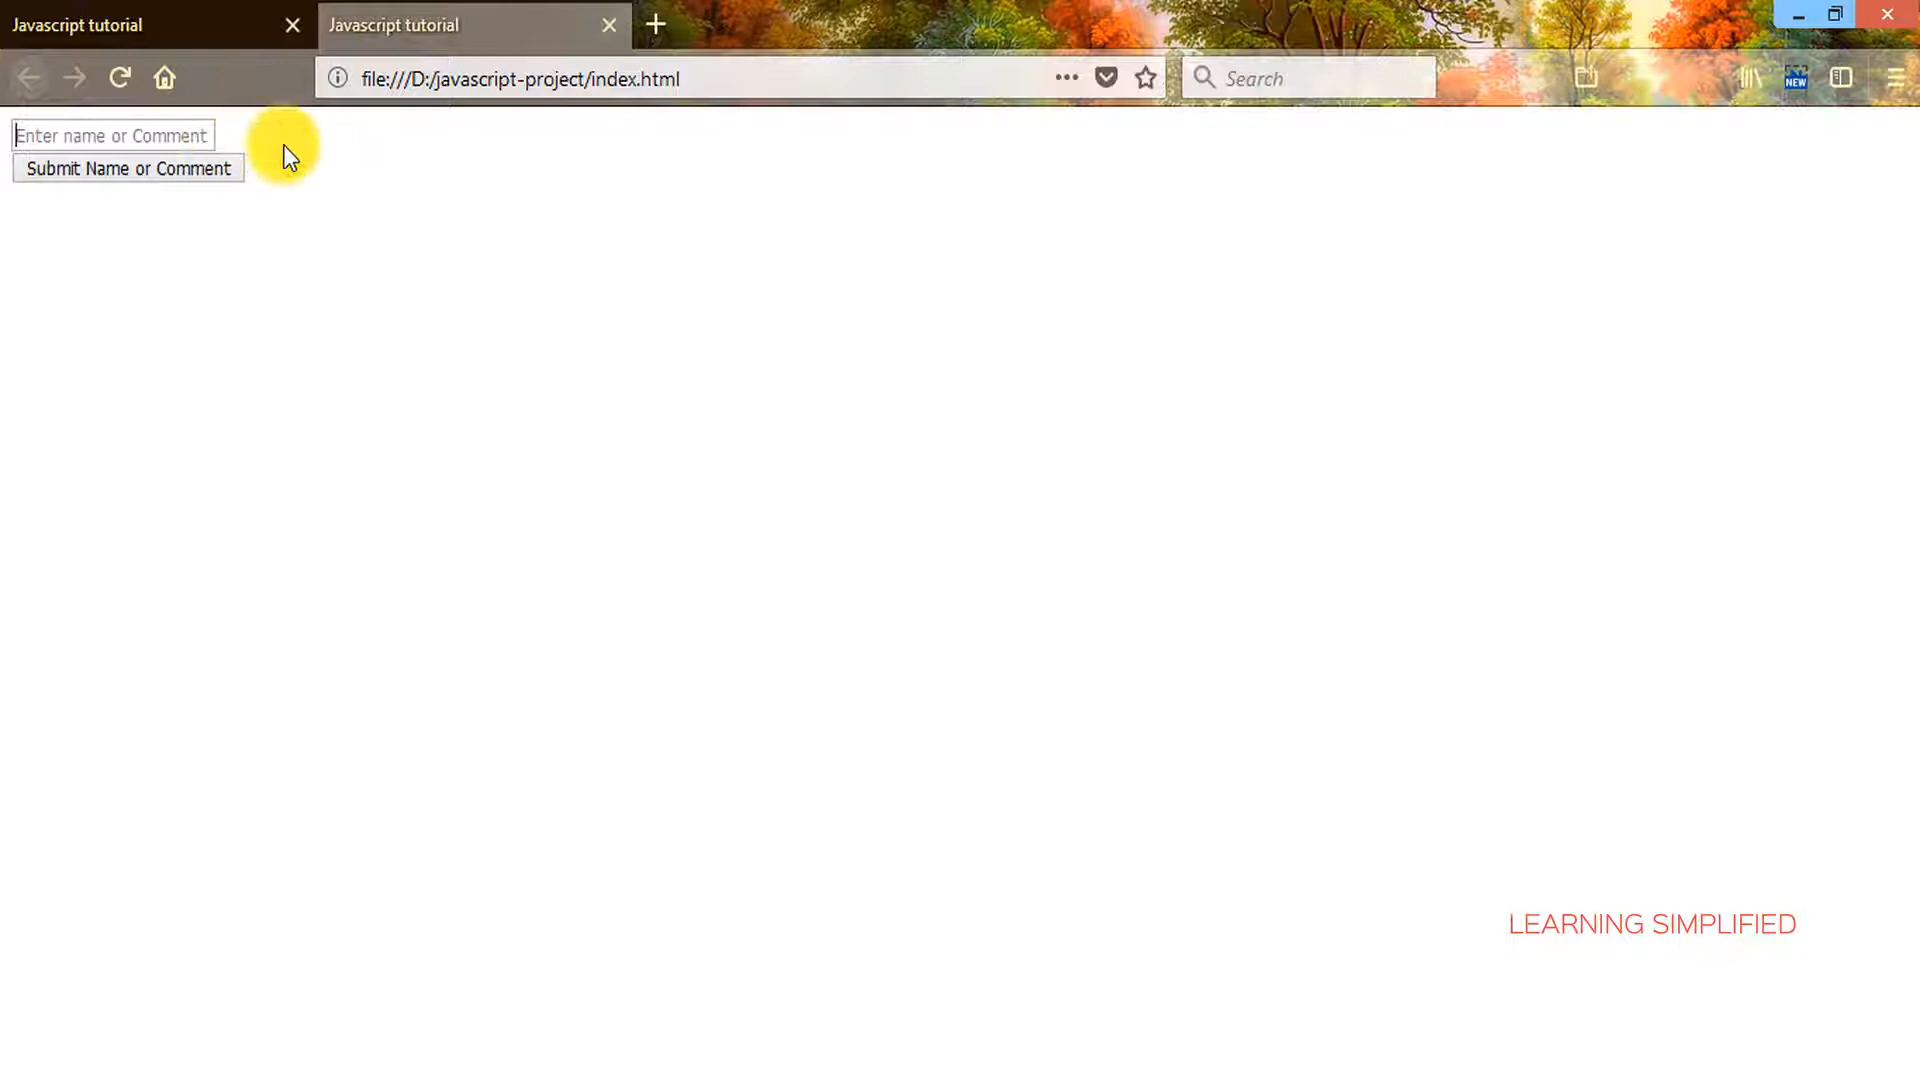 Javascript tutorial
Javascript tutorial
file:///D:/javascript-project/index.html
Search
NEW
Enter name or Comment
Submit Name or Comment
LEARNING SIMPLIFIED